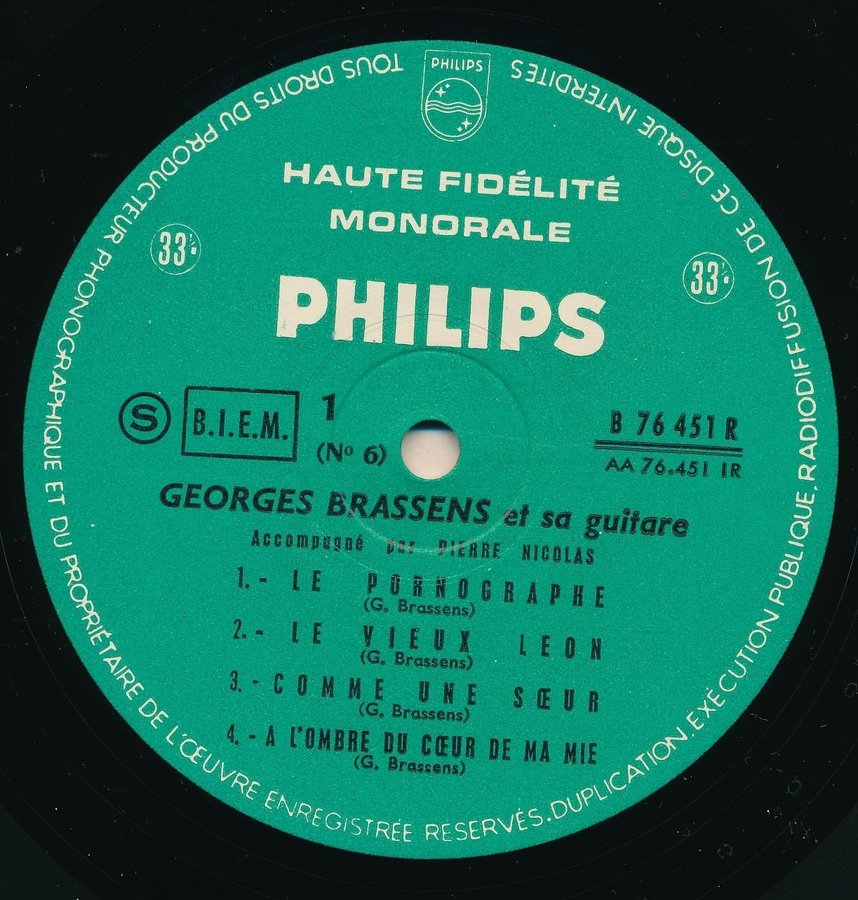 PHILIPS
TOUS DROITS DU PRODUCTEUR PHONOGRAPHIQUE ET DU PROPRIÉTAIRE DE L'ŒUVRE ENREGISTRÉE RÉSERVÉS. DUPLICATION. EXÉCUTION PUBLIQUE, RADIODIFFUSION DE CE DISQUE INTERDITES
HAUTE FIDÉLITÉ
MONORALE
33
33
PHILIPS
S
B.I.E.M.
1
(Nº 6)
B 76 451 R
AA 76.451 1R
GEORGES BRASSENS et sa guitare
Accompagné par PIERRE NICOLAS
1. - LE PORNOGRAPHE
(G. Brassens)
2. - LE VIEUX LEON
(G. Brassens)
3. - COMME UNE SŒUR
(G. Brassens)
4. - A L'OMBRE DU CŒUR DE MA MIE
(G. Brassens)